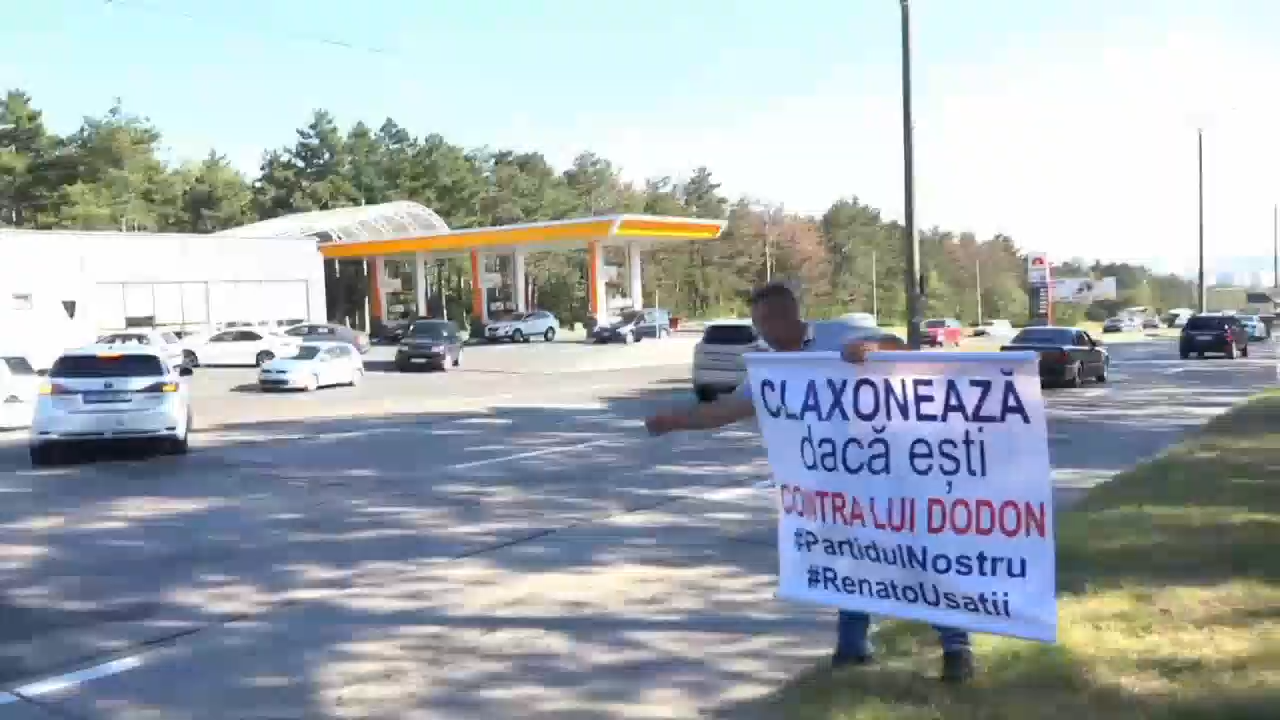 CLAXONEAZĂ
dacă ești
CONTRA LUI DODON
#PartidulNostru
#RenatoUsatii